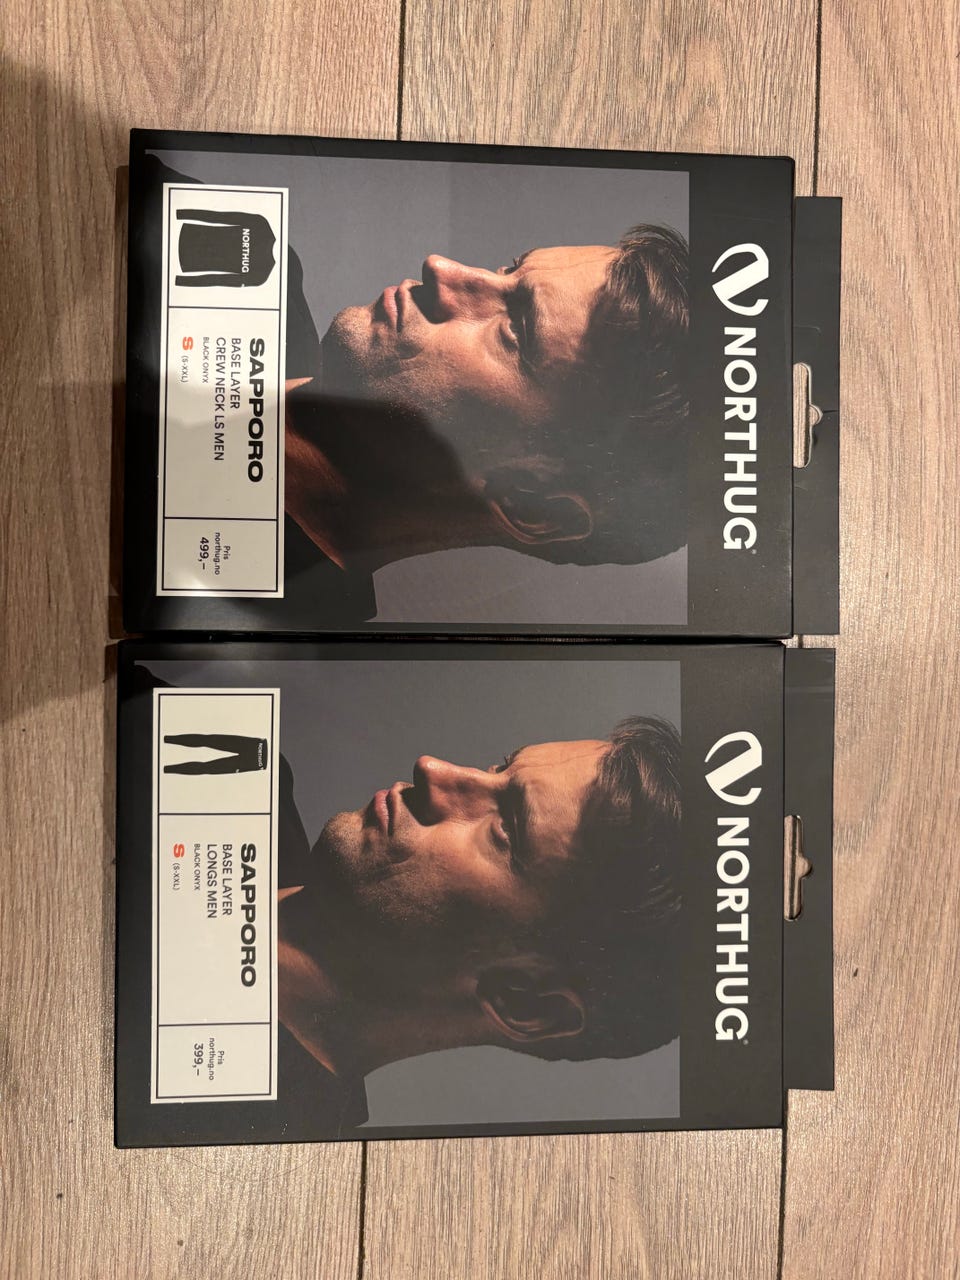 NORTHUG
NORTHUG
SAPPORO
BASE LAYER
CREW NECK LS MEN
BLACK ONYX
S (S-XXL)
Pris
northug.no
499,-
NORTHUG
NORTHUG
SAPPORO
BASE LAYER
LONGS MEN
BLACK ONYX
S (S-XXL)
Pris
northug.no
399,-